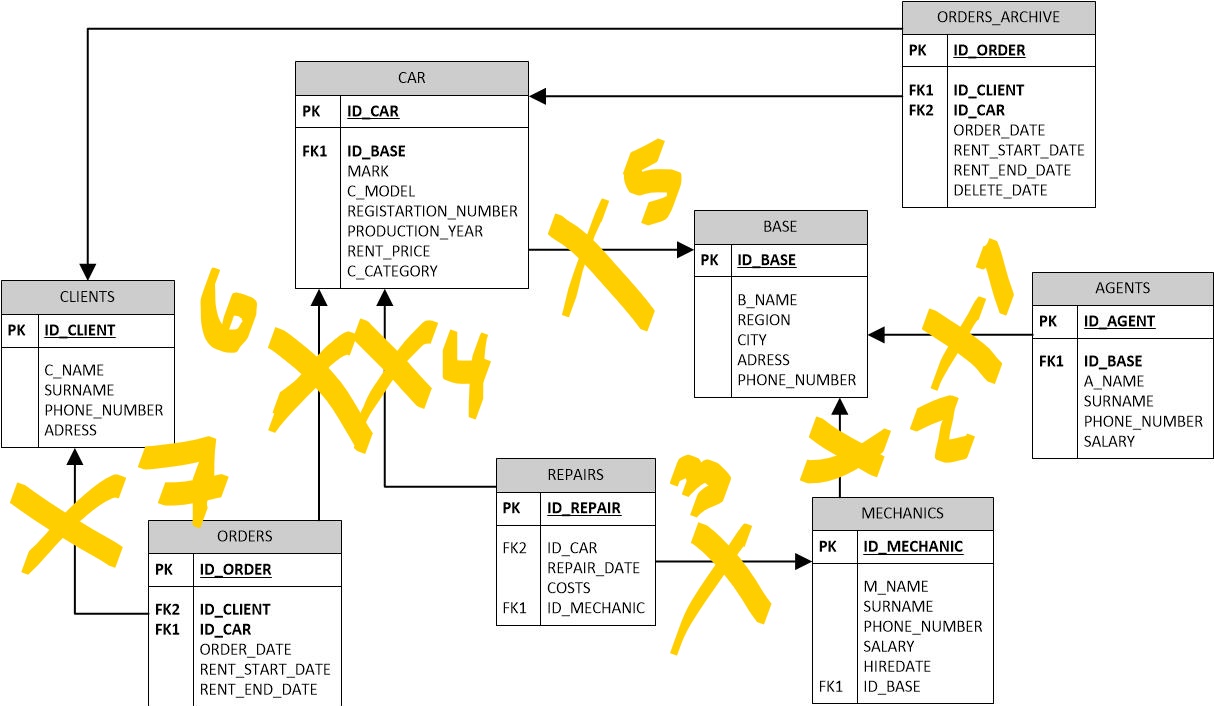 ORDERS_ARCHIVE
PK ID_ORDER
FK1 ID_CLIENT
FK2 ID_CAR
ORDER_DATE
RENT_START_DATE
RENT_END_DATE
DELETE_DATE
CAR
PK ID_CAR
FK1 ID_BASE
MARK
C_MODEL
REGISTARTION_NUMBER
PRODUCTION_YEAR
RENT_PRICE
C_CATEGORY
5
BASE
PK ID_BASE
B_NAME
REGION
CITY
ADRESS
PHONE_NUMBER
1
AGENTS
PK ID_AGENT
FK1 ID_BASE
A_NAME
SURNAME
PHONE_NUMBER
SALARY
CLIENTS
PK ID_CLIENT
C_NAME
SURNAME
PHONE_NUMBER
ADRESS
6
4
2
7
3
ORDERS
PK ID_ORDER
FK2 ID_CLIENT
FK1 ID_CAR
ORDER_DATE
RENT_START_DATE
RENT_END_DATE
REPAIRS
PK ID_REPAIR
FK2 ID_CAR
REPAIR_DATE
COSTS
FK1 ID_MECHANIC
MECHANICS
PK ID_MECHANIC
M_NAME
SURNAME
PHONE_NUMBER
SALARY
HIREDATE
FK1 ID_BASE